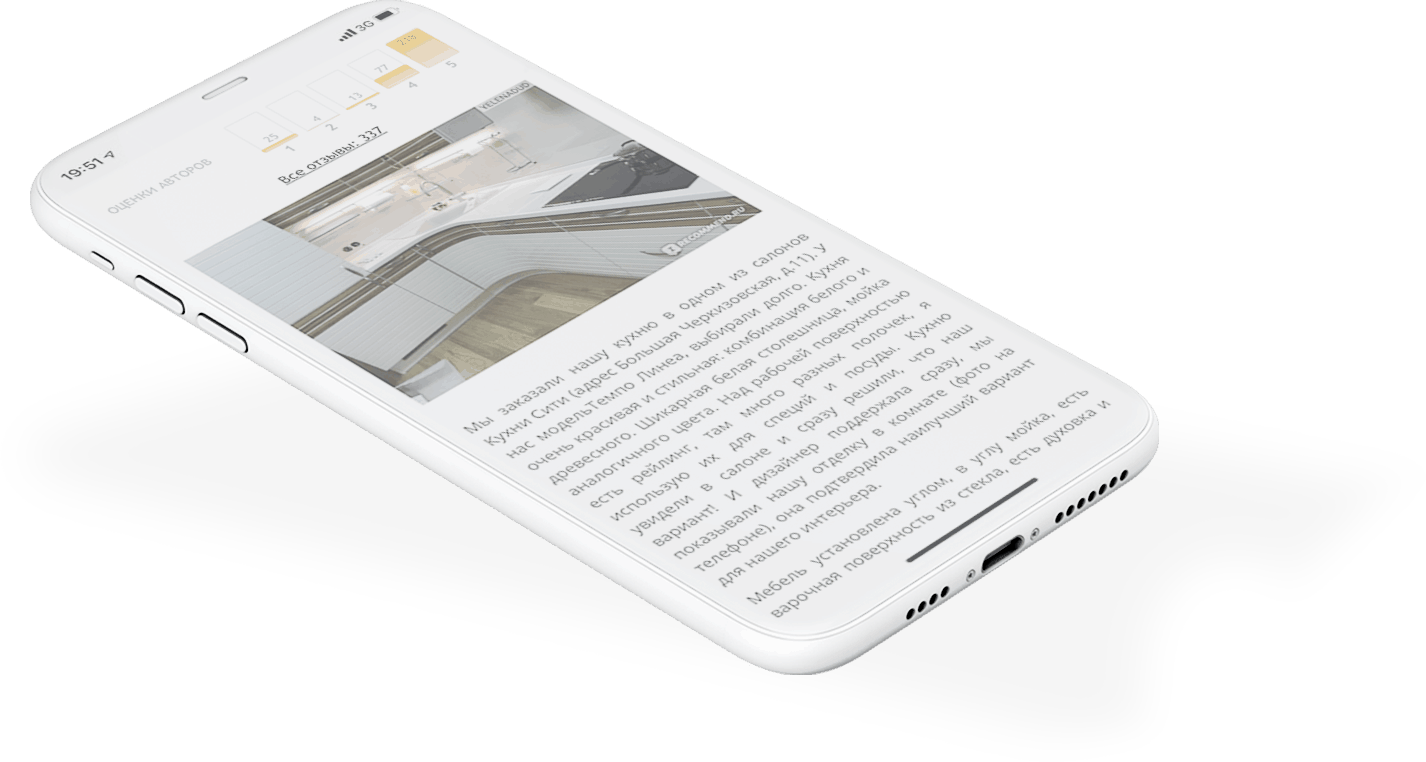 19:51
3G
ОЦЕНКИ АВТОРОВ
25 4 13 77
1 2 3 4 5
Все отзывы: 337
YELENADUD
IRECOMMEND.RU
Мы заказали нашу кухню в одном из салонов
Кухни Сити (адрес Большая Черкизовская, д.11). У
нас модельТемпо Линеа, выбирали долго. Кухня
очень красивая и стильная: комбинация белого и
древесного. Шикарная белая столешница, мойка
аналогичного цвета. Над рабочей поверхностью
есть рейлинг, там много разных полочек, я
использую их для специй и посуды. Кухню
увидели в салоне и сразу решили, что наш
вариант! И дизайнер поддержала сразу, мы
показывали нашу отделку в комнате (фото на
телефоне), она подтвердила наилучший вариант
для нашего интерьера.
Мебель установлена углом, в углу мойка, есть
варочная поверхность из стекла, есть духовка и